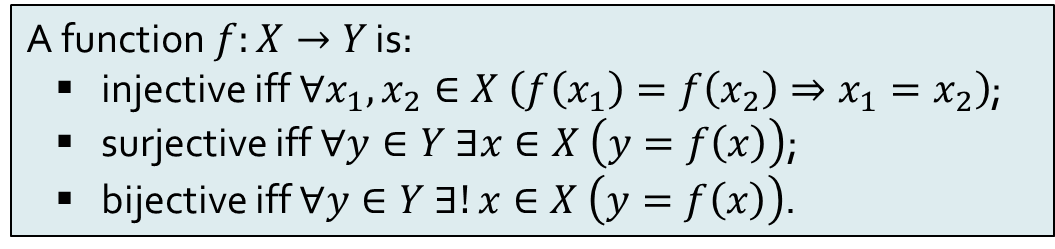 A function 𝑓: 𝑋 → 𝑌 is:
▪ injective iff ∀𝑥₁, 𝑥₂ ∈ 𝑋 (𝑓(𝑥₁) = 𝑓(𝑥₂) ⇒ 𝑥₁ = 𝑥₂);
▪ surjective iff ∀𝑦 ∈ 𝑌 ∃𝑥 ∈ 𝑋 (𝑦 = 𝑓(𝑥));
▪ bijective iff ∀𝑦 ∈ 𝑌 ∃! 𝑥 ∈ 𝑋 (𝑦 = 𝑓(𝑥)).